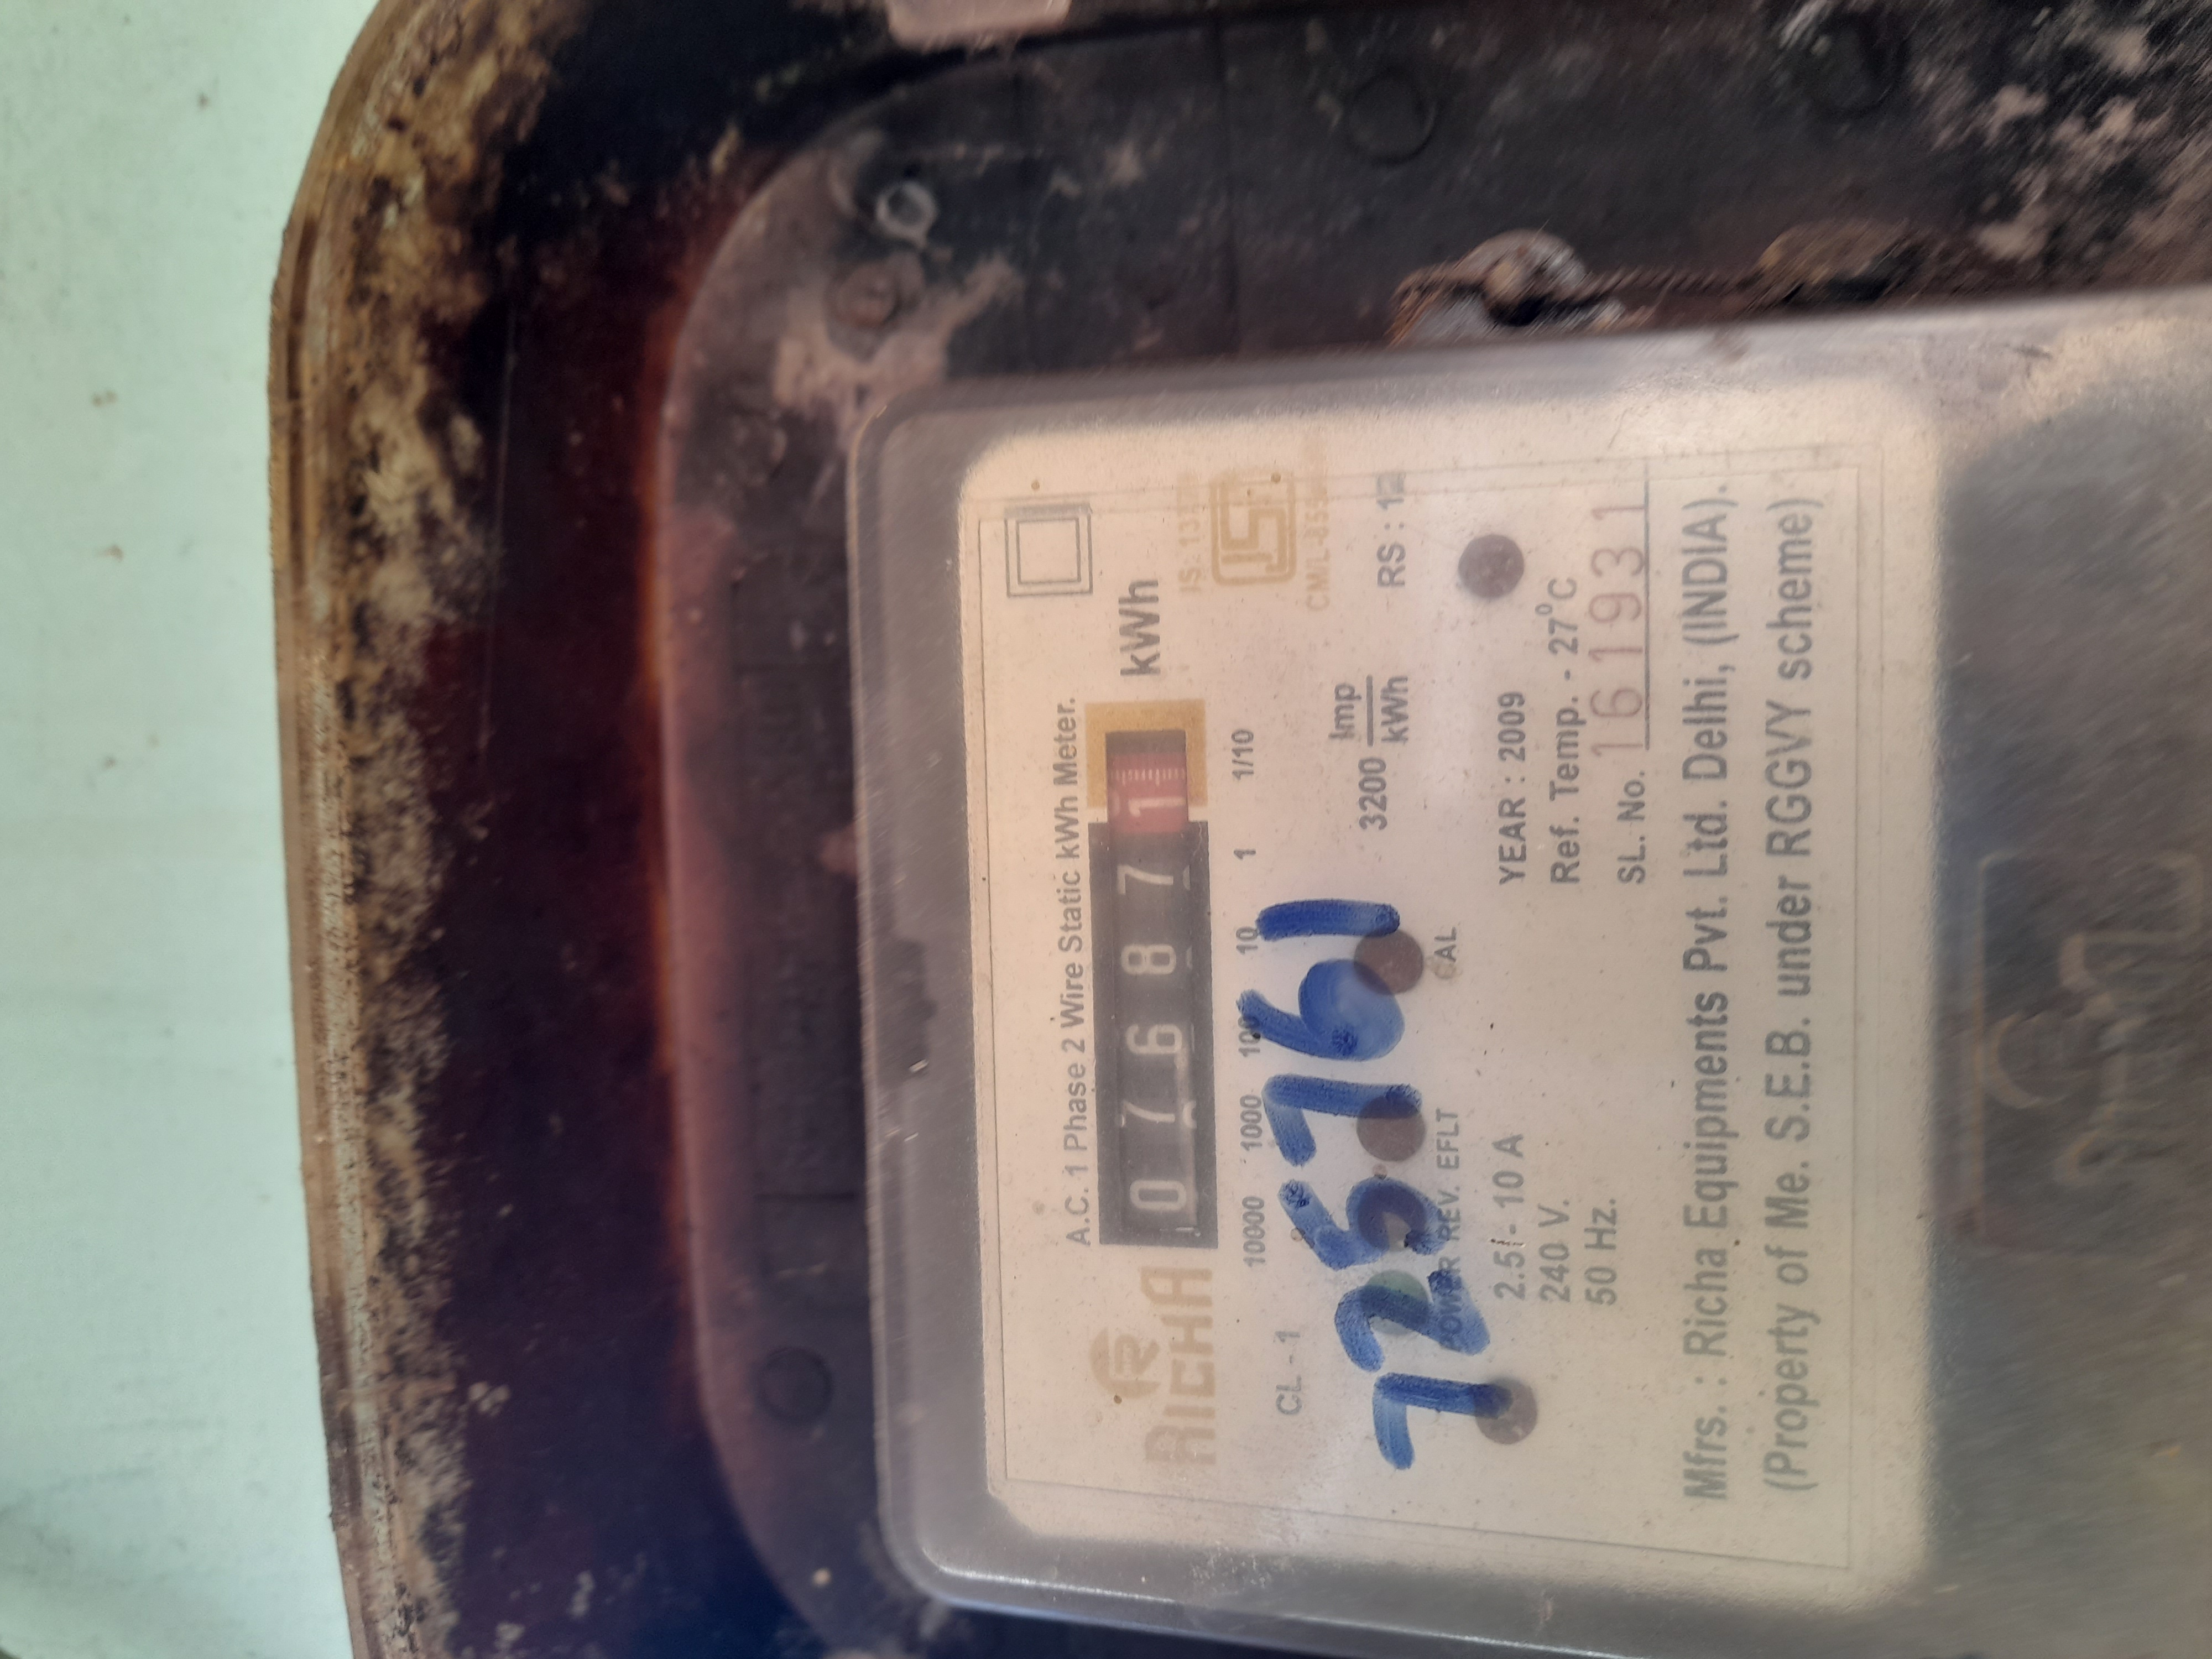 A.C. 1 Phase 2 Wire Static kWh Meter.
RICHA
0 7 6 8 7 1 kWh
10000 1000 100 10 1 1/10
CL - 1
725761
3200 Imp/kWh
RS : 12
POWER REV. EFLT CAL
2.5 - 10 A
240 V.
50 Hz.
YEAR : 2009
Ref. Temp. - 27°C
SL. No. 161931
Mfrs. : Richa Equipments Pvt. Ltd. Delhi, (INDIA).
(Property of Me. S.E.B. under RGGVY scheme)